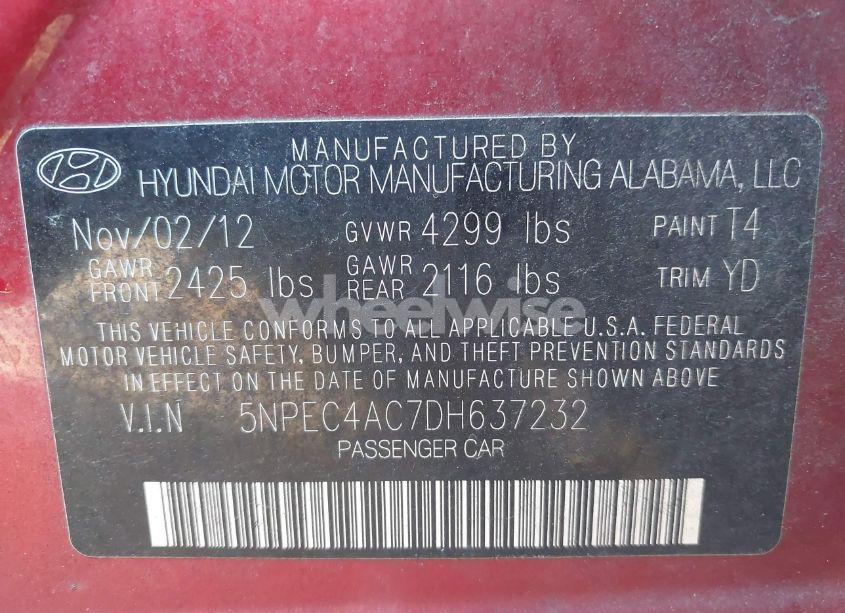 MANUFACTURED BY
HYUNDAI MOTOR MANUFACTURING ALABAMA, LLC
Nov/02/12 GVWR 4299 lbs PAINT T4
GAWR FRONT 2425 lbs GAWR REAR 2116 lbs TRIM YD
wheelwise
THIS VEHICLE CONFORMS TO ALL APPLICABLE U.S.A. FEDERAL
MOTOR VEHICLE SAFETY, BUMPER, AND THEFT PREVENTION STANDARDS
IN EFFECT ON THE DATE OF MANUFACTURE SHOWN ABOVE
V.I.N 5NPEC4AC7DH637232
PASSENGER CAR